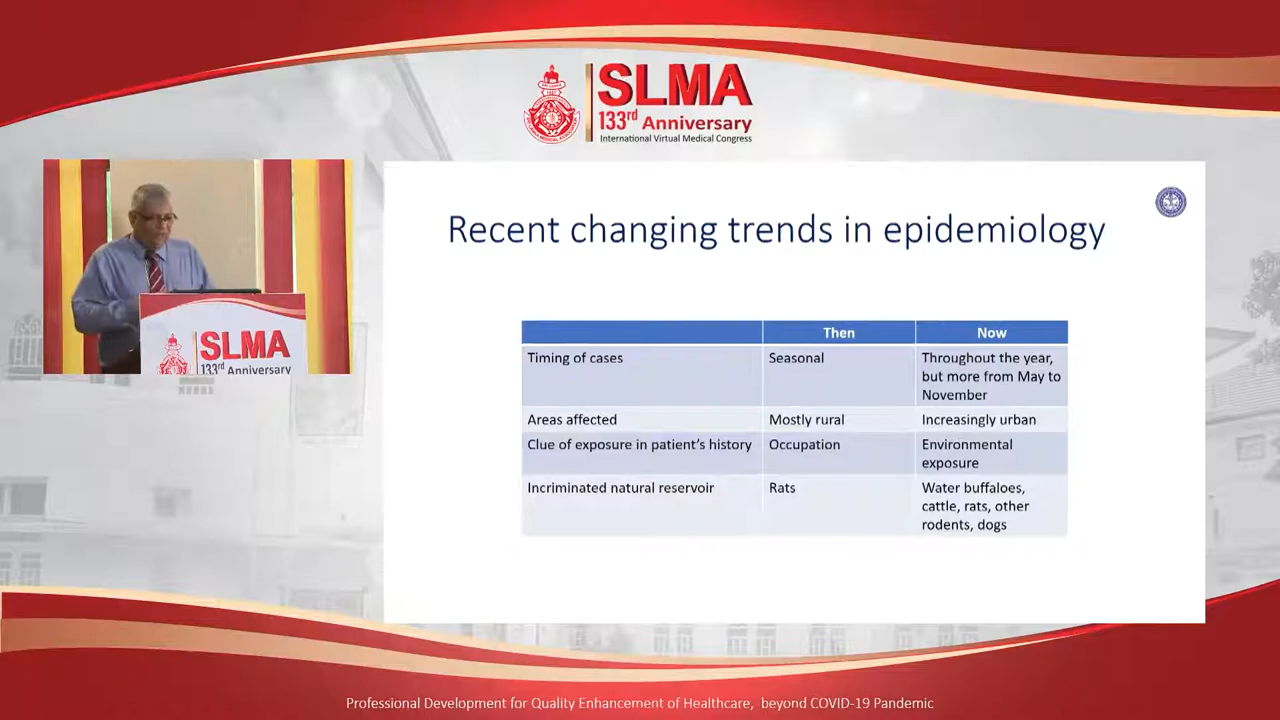 SLMA
133rd Anniversary
International Virtual Medical Congress
Recent changing trends in epidemiology
Then Now
Timing of cases Seasonal Throughout the year,
but more from May to
November
Areas affected Mostly rural Increasingly urban
Clue of exposure in patient’s history Occupation Environmental
exposure
Incriminated natural reservoir Rats Water buffaloes,
cattle, rats, other
rodents, dogs
SLMA
133rd Anniversary
Professional Development for Quality Enhancement of Healthcare, beyond COVID-19 Pandemic